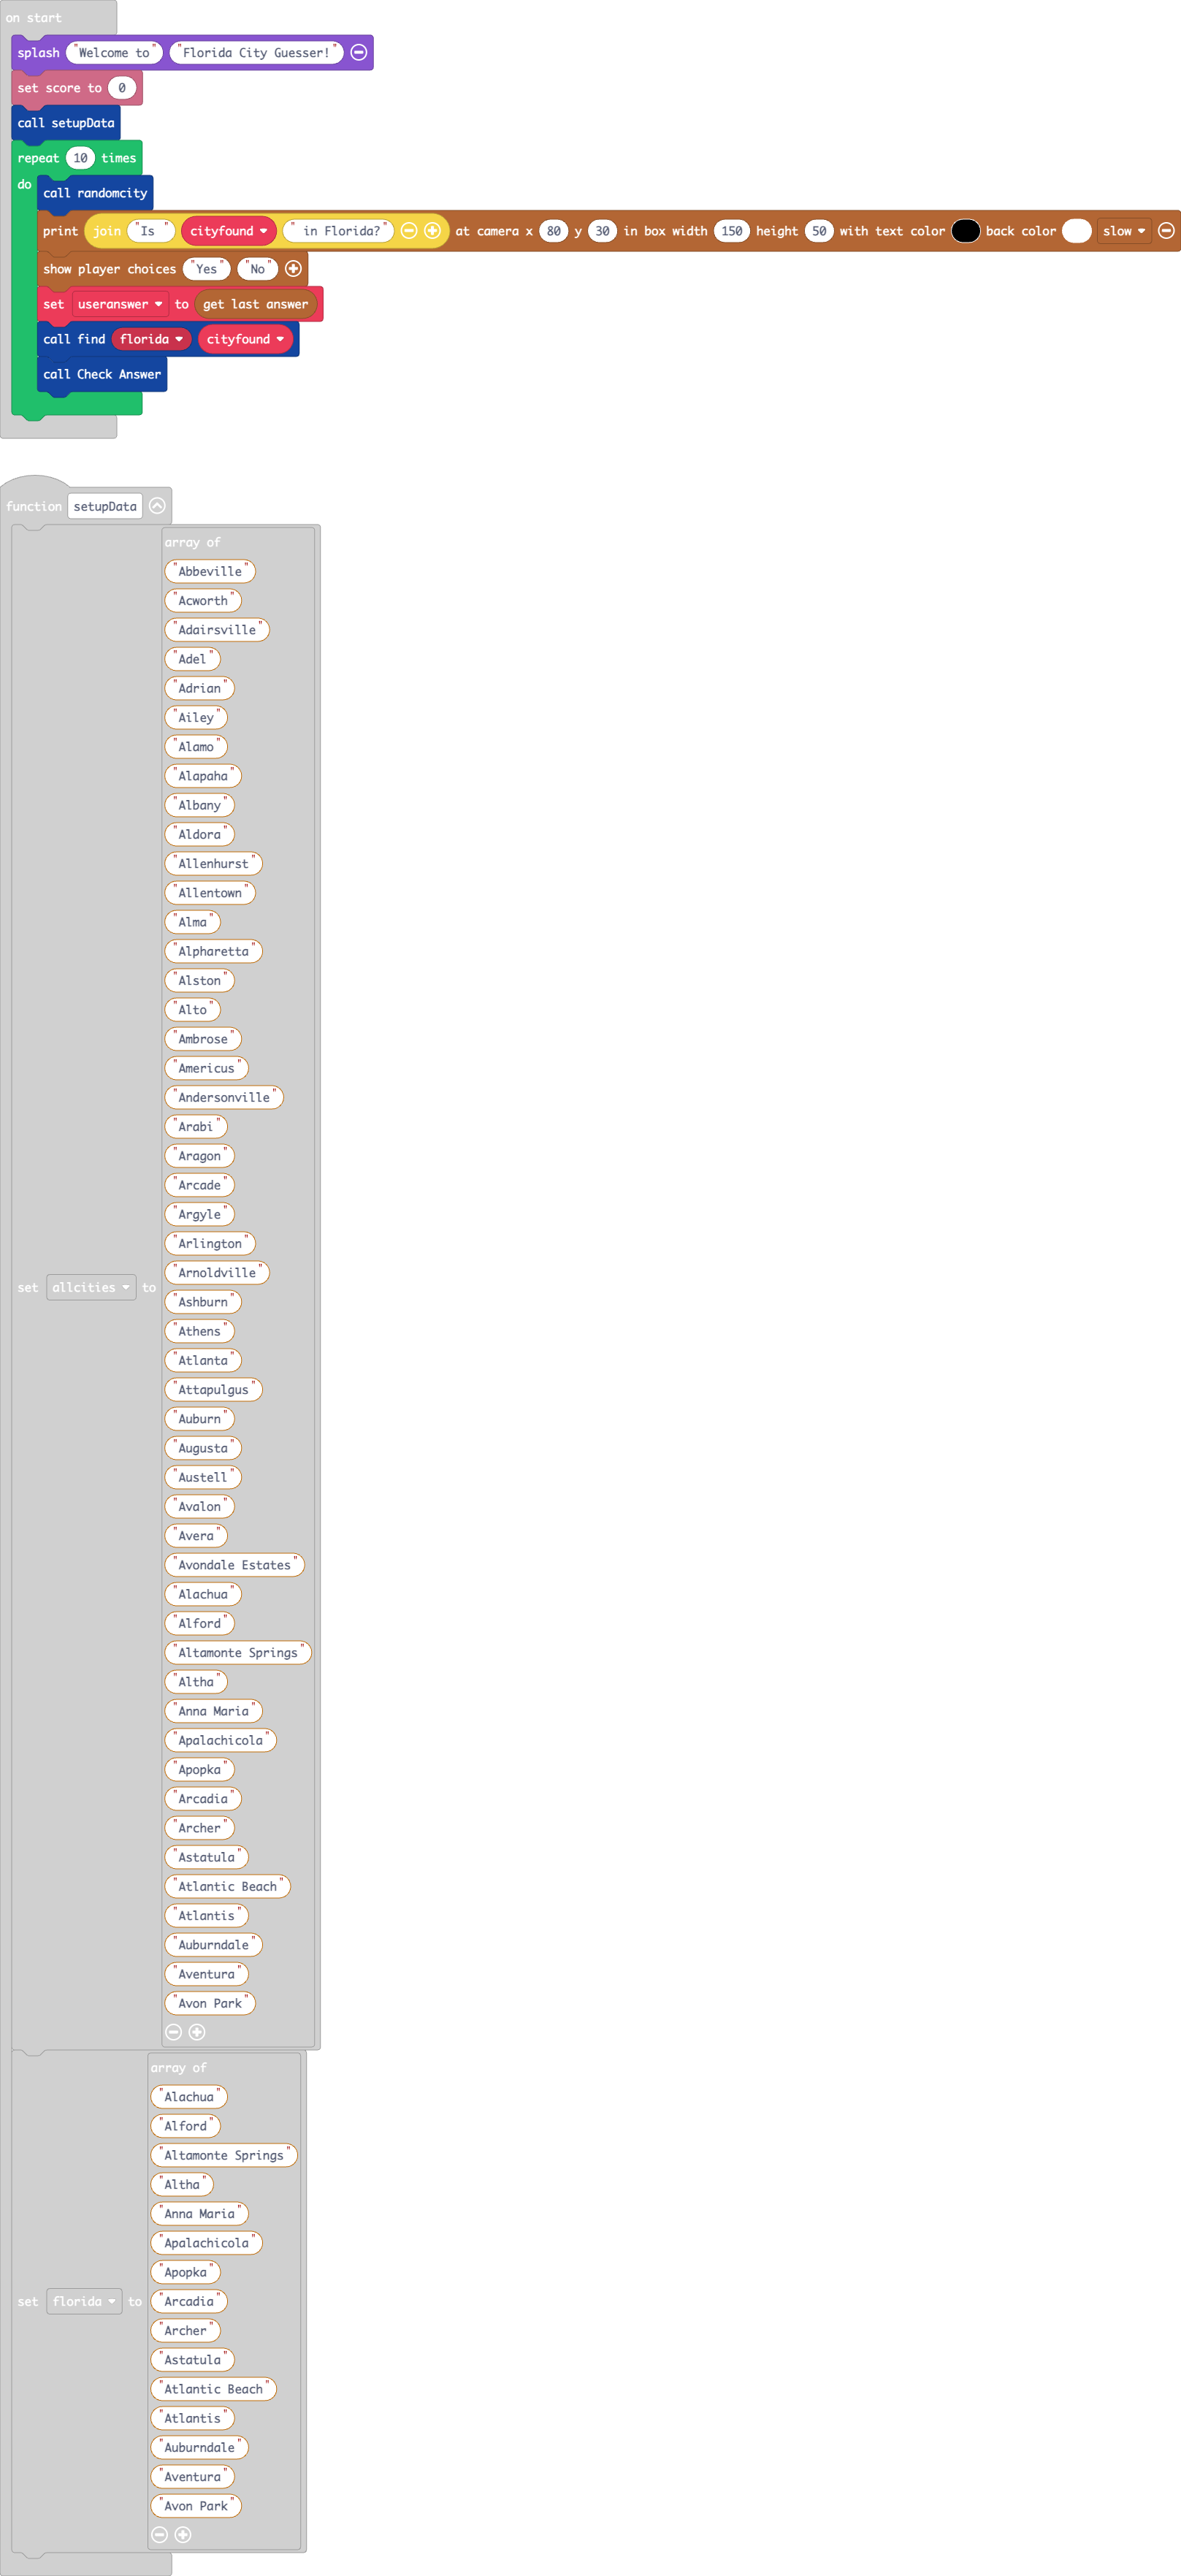 on start
splash "Welcome to" "Florida City Guesser!"
set score to 0
call setupData
repeat 10 times
do
call randomcity
print join "Is " cityfound " in Florida?" at camera x 80 y 30 in box width 150 height 50 with text color back color slow
show player choices "Yes" "No"
set useranswer to get last answer
call find florida cityfound
call Check Answer
function setupData
set allcities to
array of
"Abbeville"
"Acworth"
"Adairsville"
"Adel"
"Adrian"
"Ailey"
"Alamo"
"Alapaha"
"Albany"
"Aldora"
"Allenhurst"
"Allentown"
"Alma"
"Alpharetta"
"Alston"
"Alto"
"Ambrose"
"Americus"
"Andersonville"
"Arabi"
"Aragon"
"Arcade"
"Argyle"
"Arlington"
"Arnoldville"
"Ashburn"
"Athens"
"Atlanta"
"Attapulgus"
"Auburn"
"Augusta"
"Austell"
"Avalon"
"Avera"
"Avondale Estates"
"Alachua"
"Alford"
"Altamonte Springs"
"Altha"
"Anna Maria"
"Apalachicola"
"Apopka"
"Arcadia"
"Archer"
"Astatula"
"Atlantic Beach"
"Atlantis"
"Auburndale"
"Aventura"
"Avon Park"
set florida to
array of
"Alachua"
"Alford"
"Altamonte Springs"
"Altha"
"Anna Maria"
"Apalachicola"
"Apopka"
"Arcadia"
"Archer"
"Astatula"
"Atlantic Beach"
"Atlantis"
"Auburndale"
"Aventura"
"Avon Park"